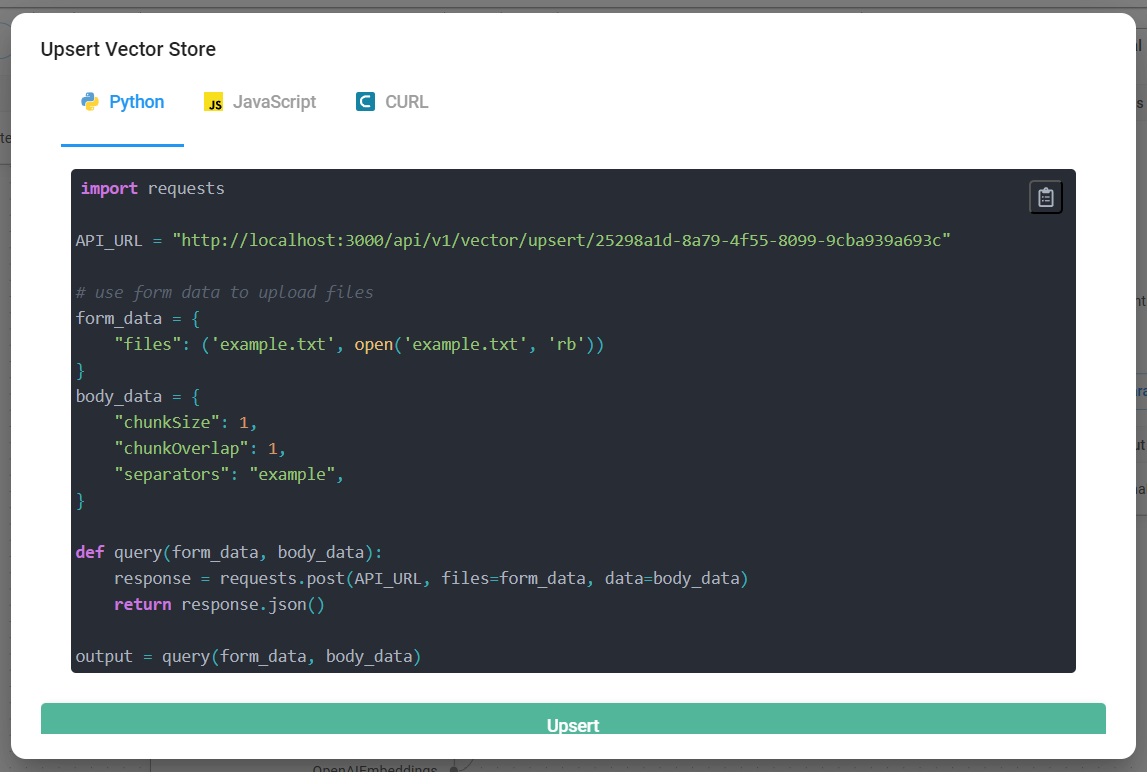 Upsert Vector Store
Python
JS JavaScript
C CURL
import requests
API_URL = "http://localhost:3000/api/v1/vector/upsert/25298a1d-8a79-4f55-8099-9cba939a693c"
# use form data to upload files
form_data = {
    "files": ('example.txt', open('example.txt', 'rb'))
}
body_data = {
    "chunkSize": 1,
    "chunkOverlap": 1,
    "separators": "example",
}
def query(form_data, body_data):
    response = requests.post(API_URL, files=form_data, data=body_data)
    return response.json()
output = query(form_data, body_data)
Upsert
OpenAIEmbeddings